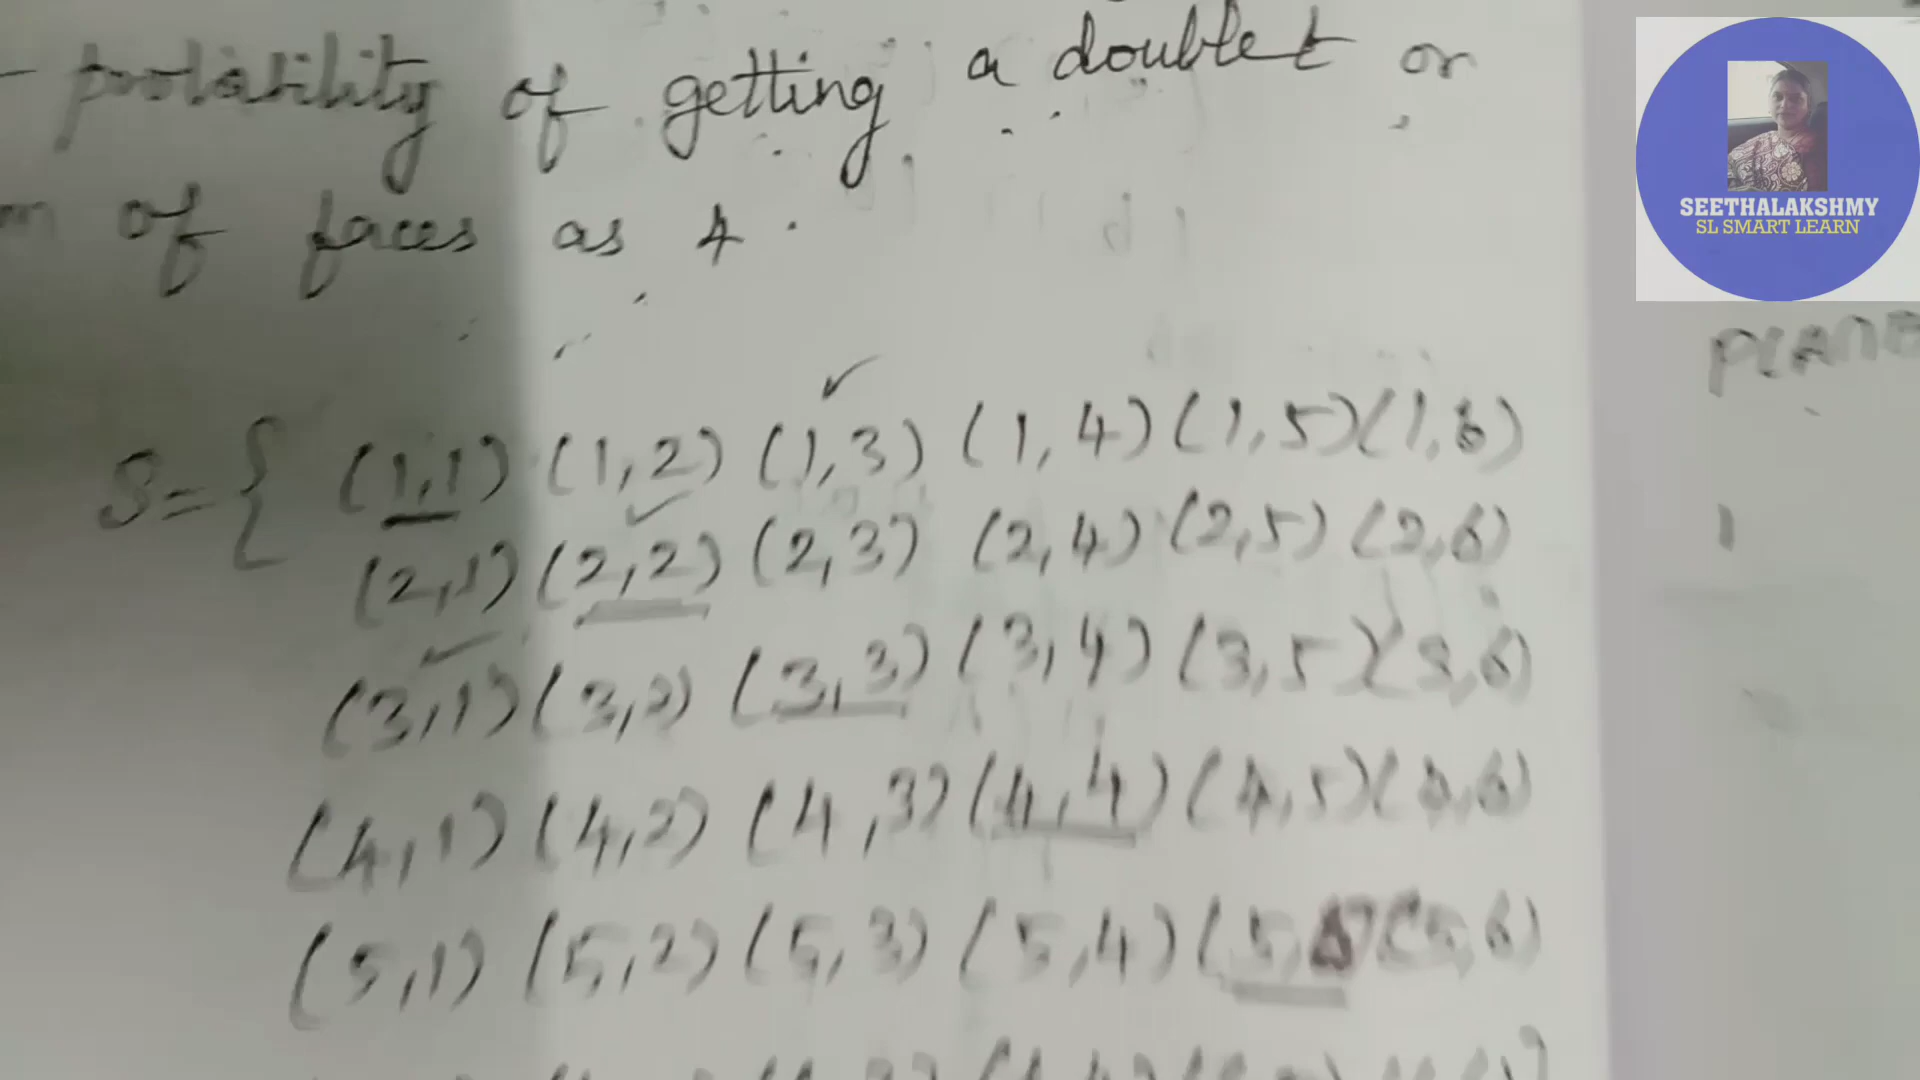 probability of getting a doublet or
of faces as 4.
S = { (1,1) (1,2) (1,3) (1,4) (1,5) (1,6)
(2,1) (2,2) (2,3) (2,4) (2,5) (2,6)
(3,1) (3,2) (3,3) (3,4) (3,5) (3,6)
(4,1) (4,2) (4,3) (4,4) (4,5) (4,6)
(5,1) (5,2) (5,3) (5,4) (5,5) (5,6)
SEETHALAKSHMY
SL SMART LEARN